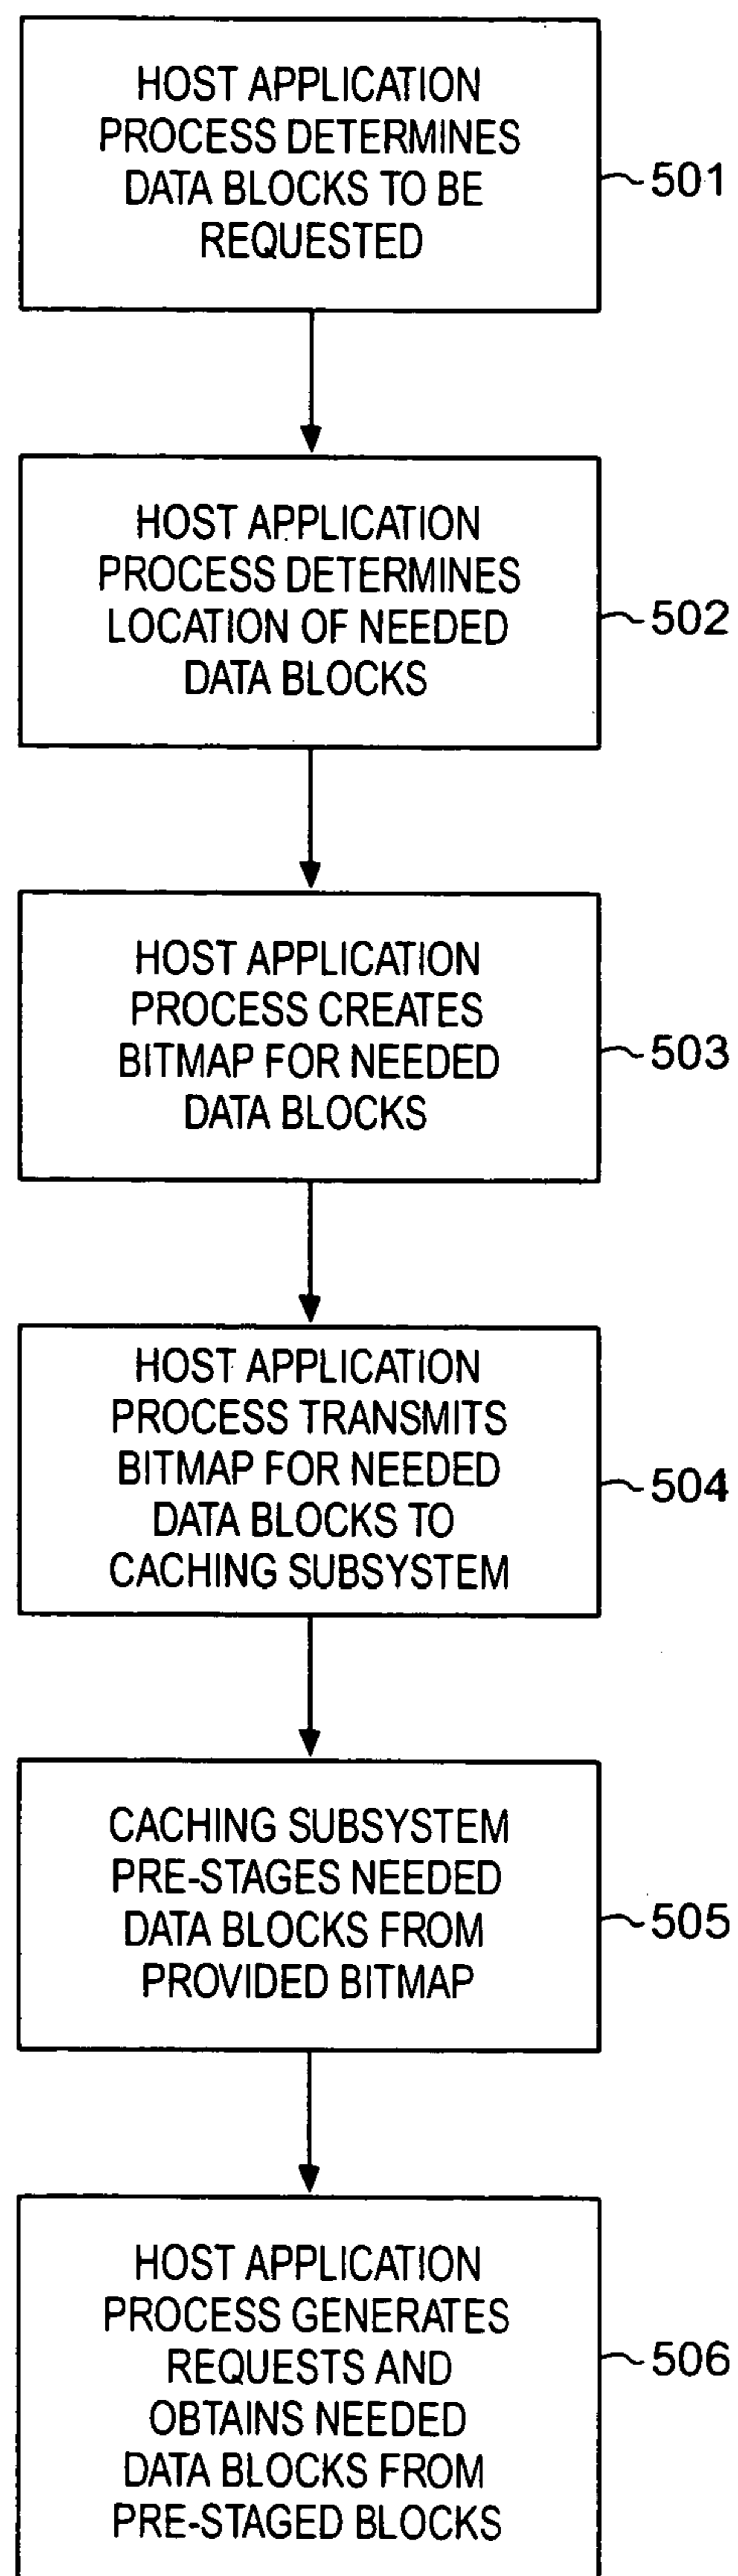 HOST APPLICATION
PROCESS DETERMINES
DATA BLOCKS TO BE
REQUESTED
501
HOST APPLICATION
PROCESS DETERMINES
LOCATION OF NEEDED
DATA BLOCKS
502
HOST APPLICATION
PROCESS CREATES
BITMAP FOR NEEDED
DATA BLOCKS
503
HOST APPLICATION
PROCESS TRANSMITS
BITMAP FOR NEEDED
DATA BLOCKS TO
CACHING SUBSYSTEM
504
CACHING SUBSYSTEM
PRE-STAGES NEEDED
DATA BLOCKS FROM
PROVIDED BITMAP
505
HOST APPLICATION
PROCESS GENERATES
REQUESTS AND
OBTAINS NEEDED
DATA BLOCKS FROM
PRE-STAGED BLOCKS
506